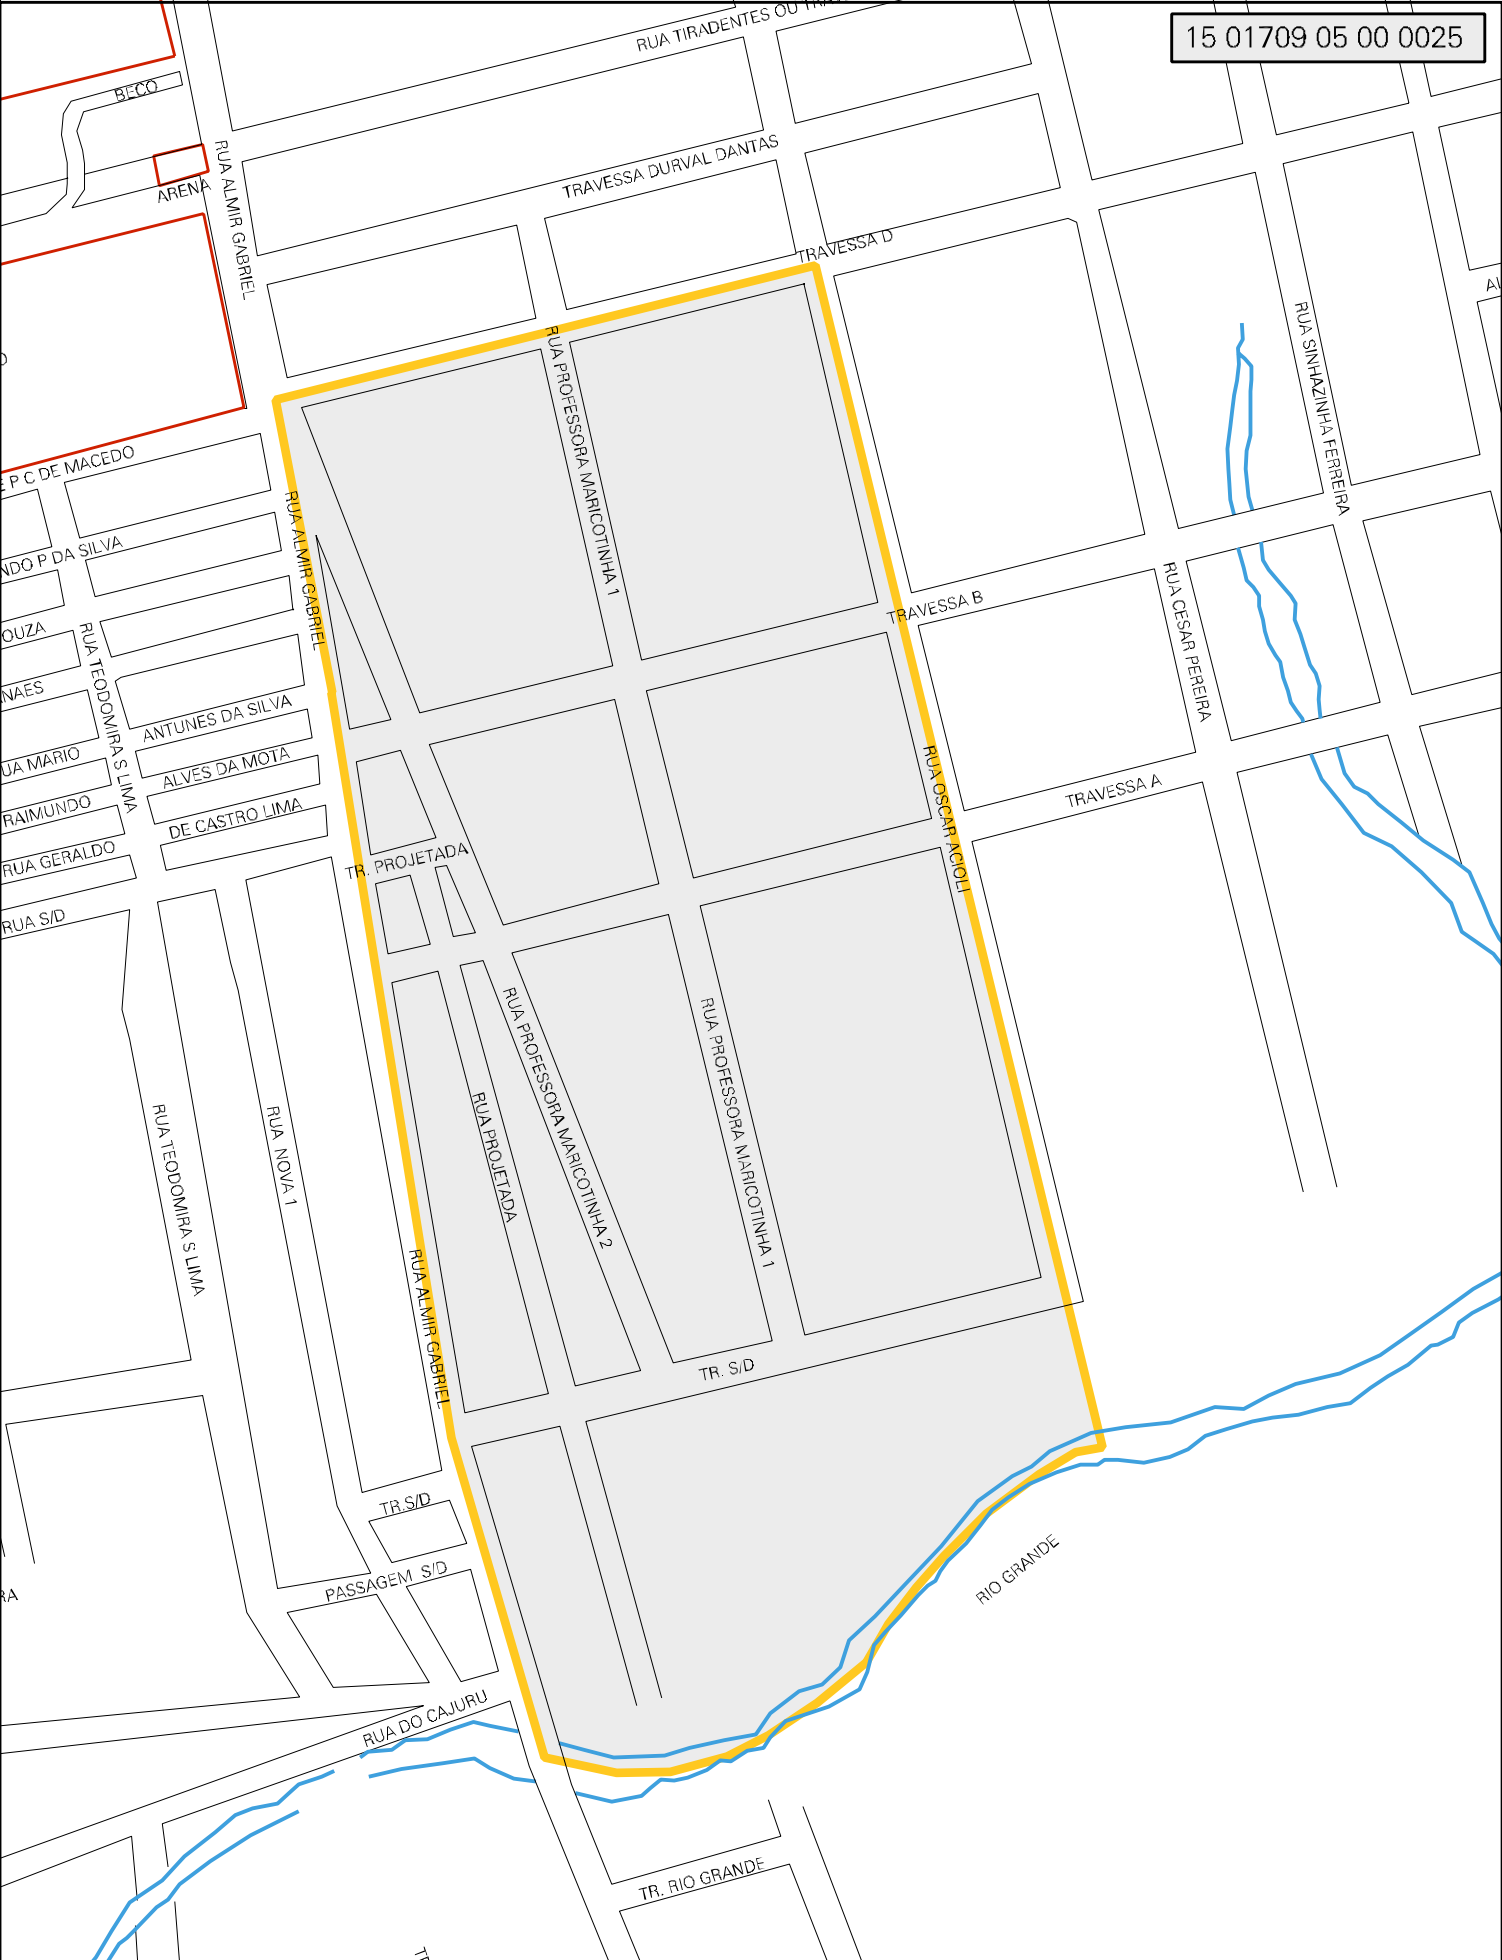 15 01709 05 00 0025
RUA TIRADENTES OU
BECO
ARENA
RUA ALMIR GABRIEL
TRAVESSA DURVAL DANTAS
TRAVESSA D
RUA SINHAZINHA FERREIRA
RUA PROFESSORA MARICOTINHA 1
E P C DE MACEDO
RUA ALMIR GABRIEL
NDO P DA SILVA
OUZA
RUA TEODOMIRA S LIMA
TRAVESSA B
RUA CESAR PEREIRA
NAES
ANTUNES DA SILVA
UA MARIO
ALVES DA MOTA
RAIMUNDO
DE CASTRO LIMA
RUA GERALDO
TR. PROJETADA
RUA OSCAR ACIOLI
TRAVESSA A
RUA S/D
RUA PROFESSORA MARICOTINHA 2
RUA PROFESSORA MARICOTINHA 1
RUA PROJETADA
RUA TEODOMIRA S LIMA
RUA NOVA 1
RUA ALMIR GABRIEL
TR. S/D
TR.S/D
PASSAGEM S/D
RA
RIO GRANDE
RUA DO CAJURU
TR. RIO GRANDE